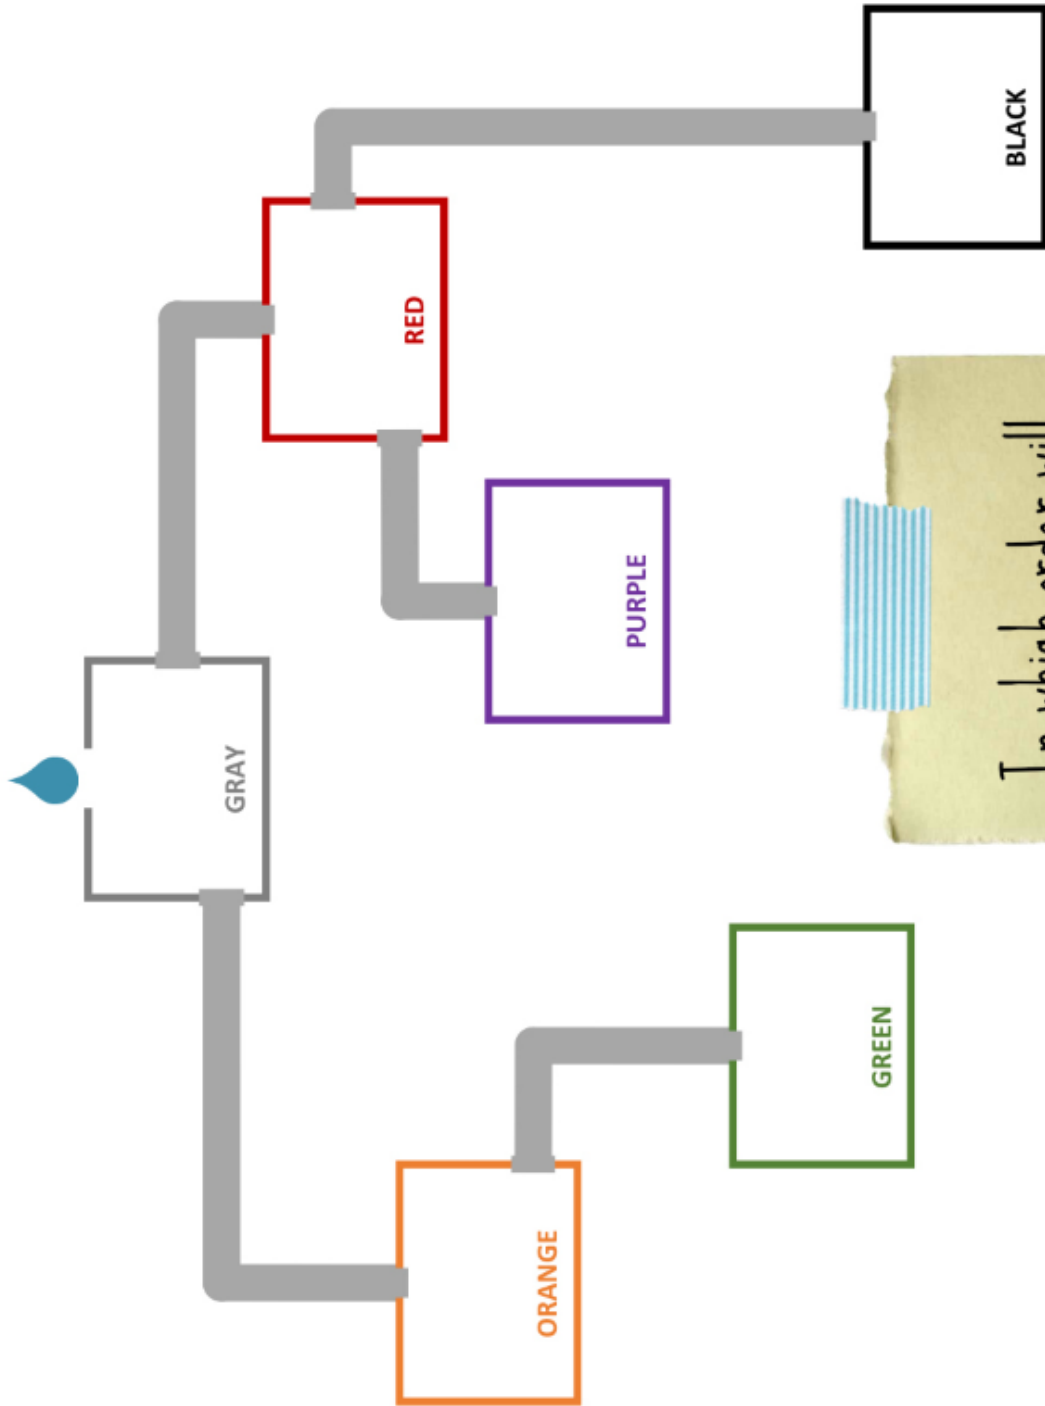 GRAY
RED
BLACK
PURPLE
ORANGE
GREEN
In which order will